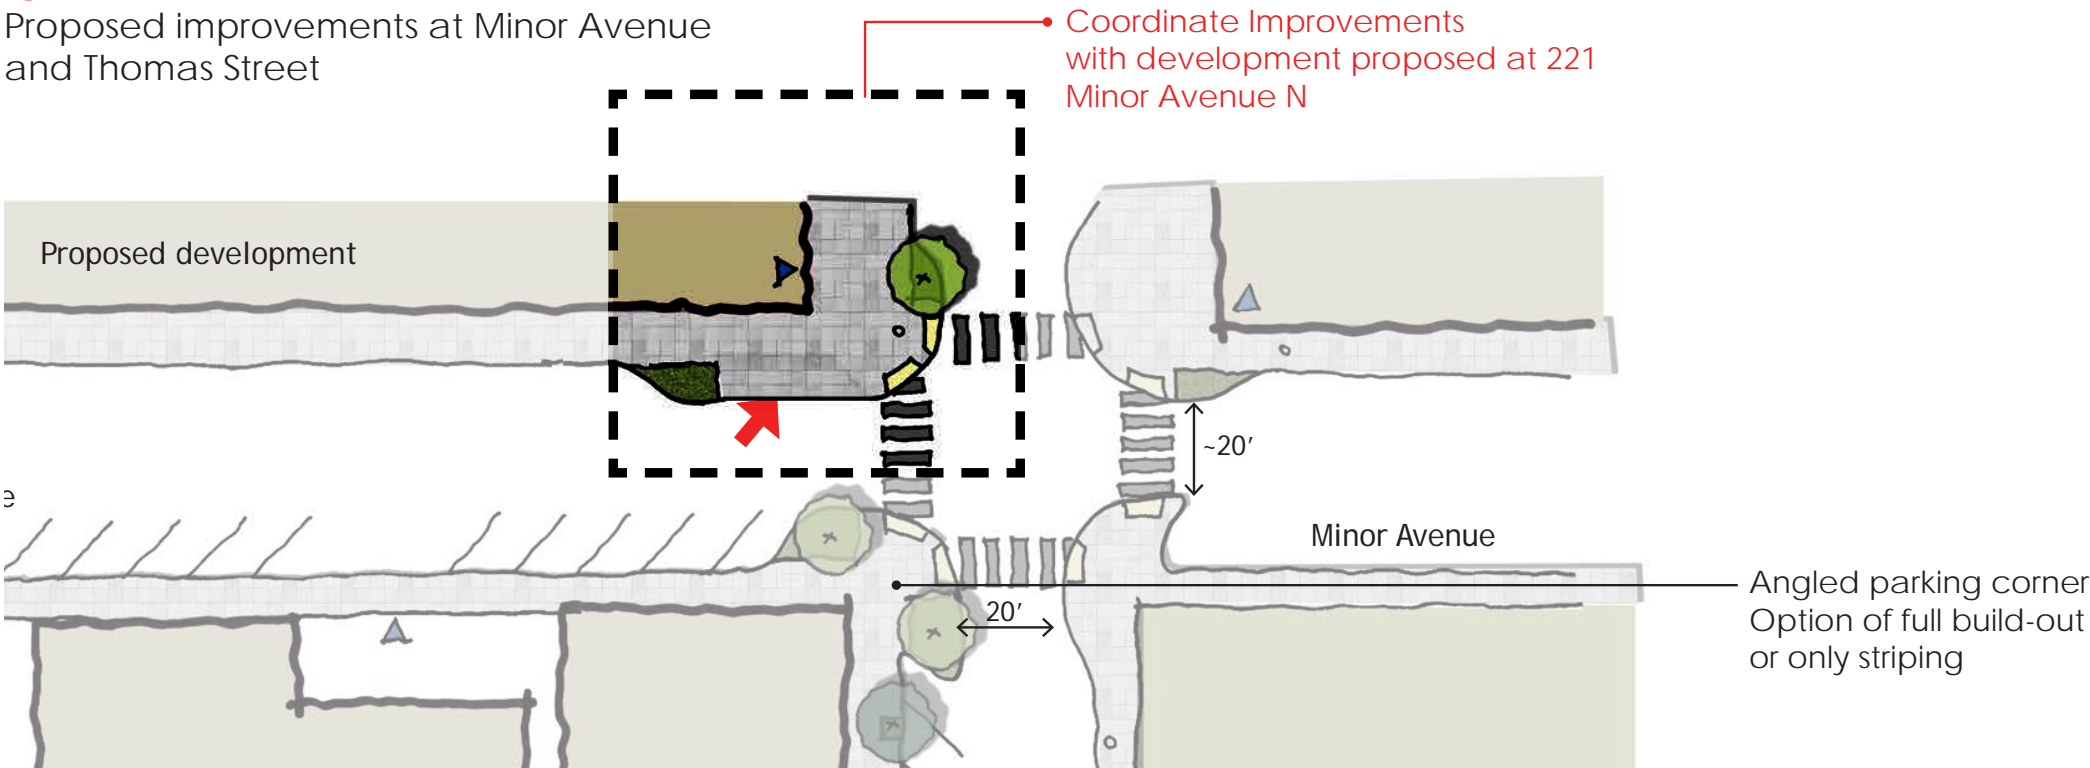 Proposed improvements at Minor Avenue
and Thomas Street
Coordinate Improvements
with development proposed at 221
Minor Avenue N
Proposed development
~20'
e
Minor Avenue
20'
Angled parking corner
Option of full build-out
or only striping